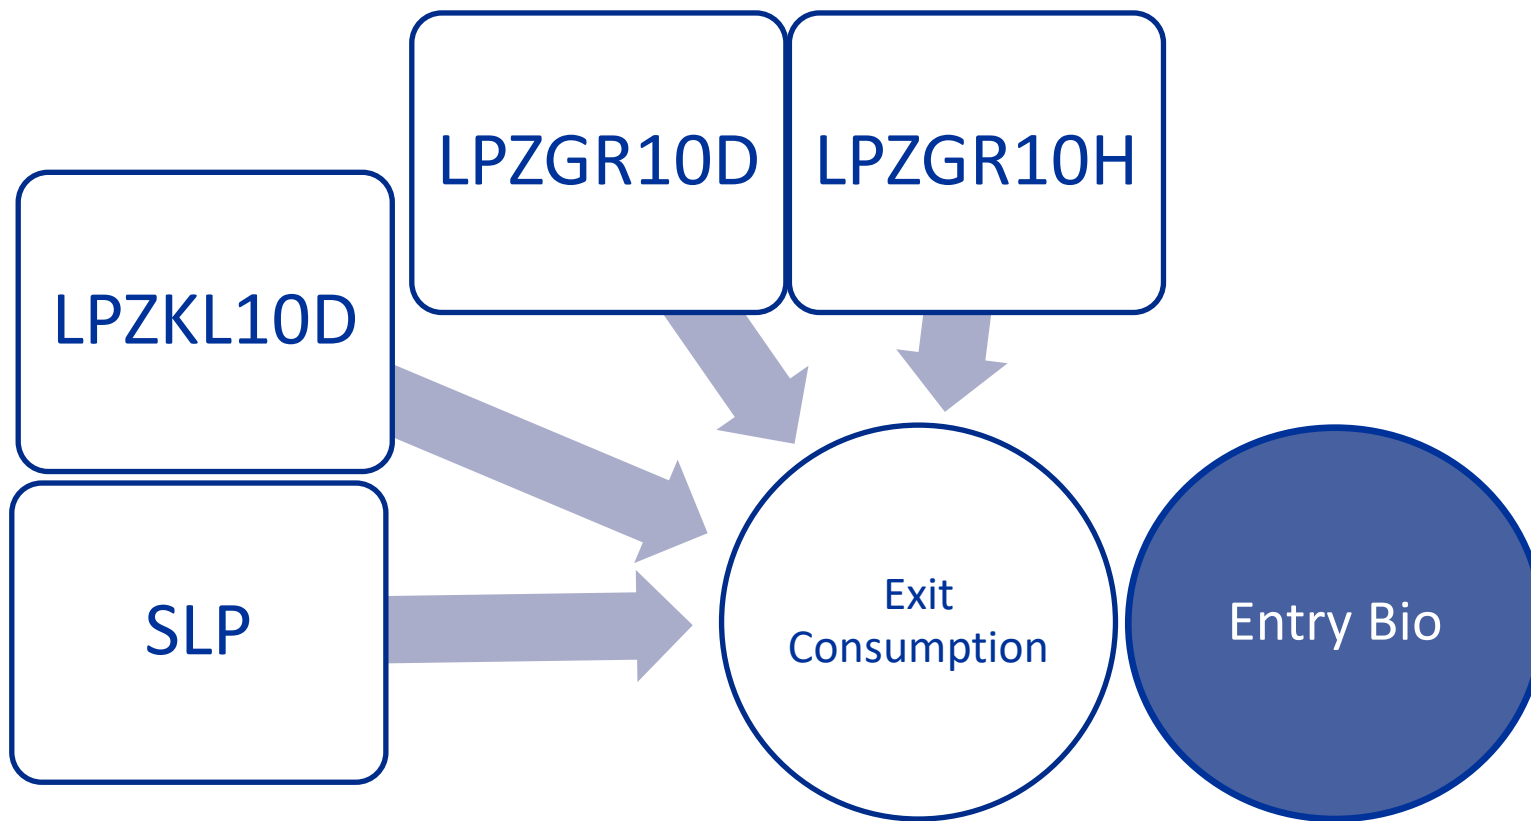 LPZGR10D
LPZGR10H
LPZKL10D
SLP
Exit
Consumption
Entry Bio